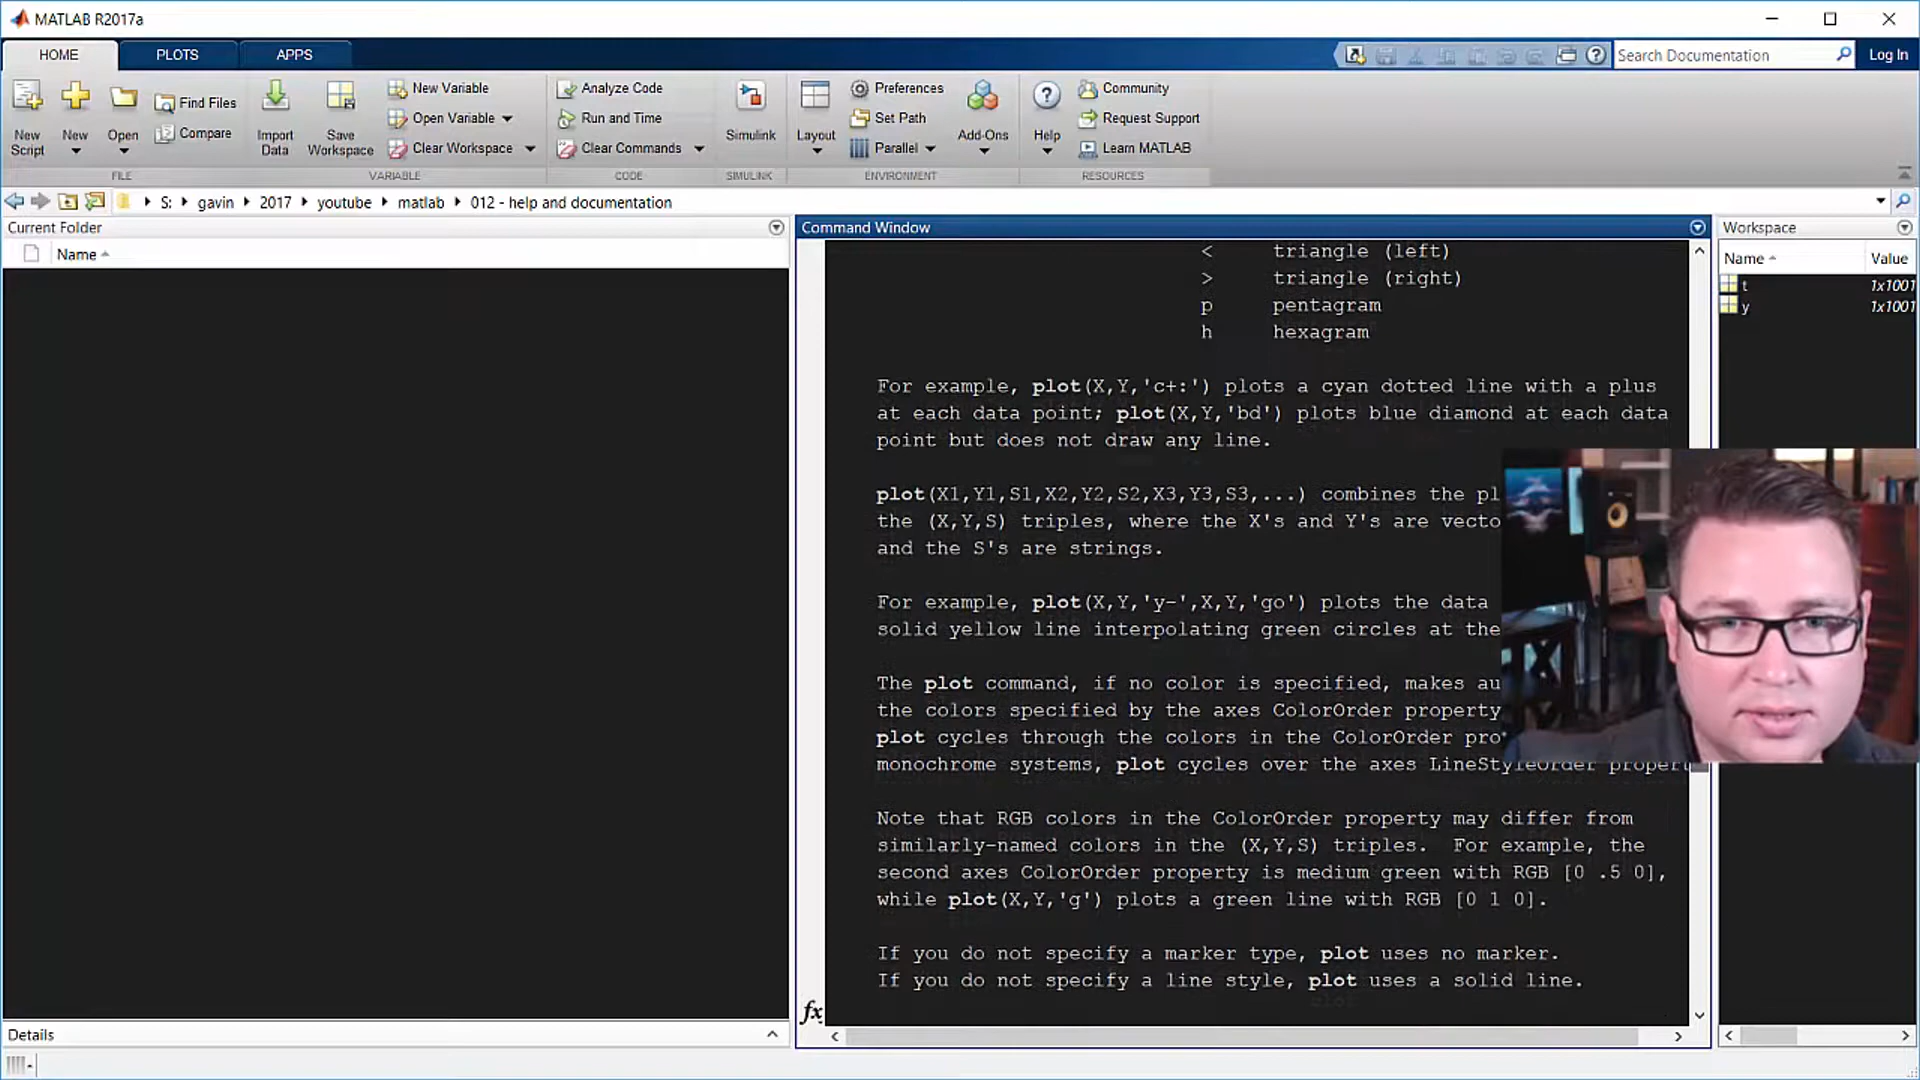 MATLAB R2017a
HOME
PLOTS
APPS
Search Documentation
Log In
New Script
New
Open
Find Files
Compare
FILE
Import Data
Save Workspace
New Variable
Open Variable
Clear Workspace
VARIABLE
Analyze Code
Run and Time
Clear Commands
CODE
Simulink
SIMULINK
Layout
Preferences
Set Path
Parallel
Add-Ons
ENVIRONMENT
Help
Community
Request Support
Learn MATLAB
RESOURCES
S: gavin 2017 youtube matlab 012 - help and documentation
Current Folder
Name
Details
Command Window
< triangle (left)
> triangle (right)
p pentagram
h hexagram
For example, plot(X,Y,'c+:') plots a cyan dotted line with a plus
at each data point; plot(X,Y,'bd') plots blue diamond at each data
point but does not draw any line.
plot(X1,Y1,S1,X2,Y2,S2,X3,Y3,S3,...) combines the pl
the (X,Y,S) triples, where the X's and Y's are vecto
and the S's are strings.
For example, plot(X,Y,'y-',X,Y,'go') plots the data
solid yellow line interpolating green circles at the
The plot command, if no color is specified, makes au
the colors specified by the axes ColorOrder property
plot cycles through the colors in the ColorOrder pro
monochrome systems, plot cycles over the axes LineStyleOrder propert
Note that RGB colors in the ColorOrder property may differ from
similarly-named colors in the (X,Y,S) triples. For example, the
second axes ColorOrder property is medium green with RGB [0 .5 0],
while plot(X,Y,'g') plots a green line with RGB [0 1 0].
If you do not specify a marker type, plot uses no marker.
If you do not specify a line style, plot uses a solid line.
fx
Workspace
Name Value
t 1x1001
y 1x1001